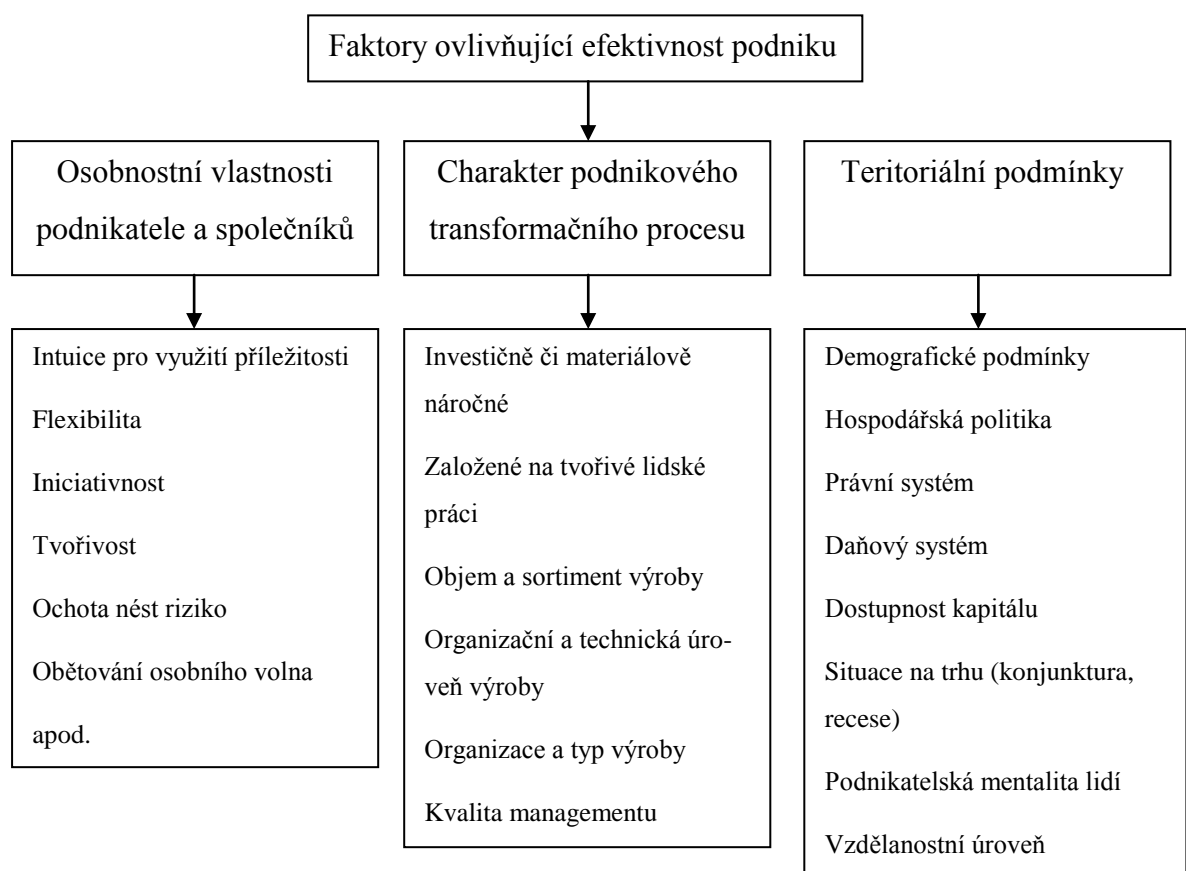 Faktory ovlivňující efektivnost podniku
Osobnostní vlastnosti
podnikatele a společníků
Charakter podnikového
transformačního procesu
Teritoriální podmínky
Intuice pro využití příležitosti
Flexibilita
Iniciativnost
Tvořivost
Ochota nést riziko
Obětování osobního volna
apod.
Investičně či materiálově
náročné
Založené na tvořivé lidské
práci
Objem a sortiment výroby
Organizační a technická úro-
veň výroby
Organizace a typ výroby
Kvalita managementu
Demografické podmínky
Hospodářská politika
Právní systém
Daňový systém
Dostupnost kapitálu
Situace na trhu (konjunktura,
recese)
Podnikatelská mentalita lidí
Vzdělanostní úroveň